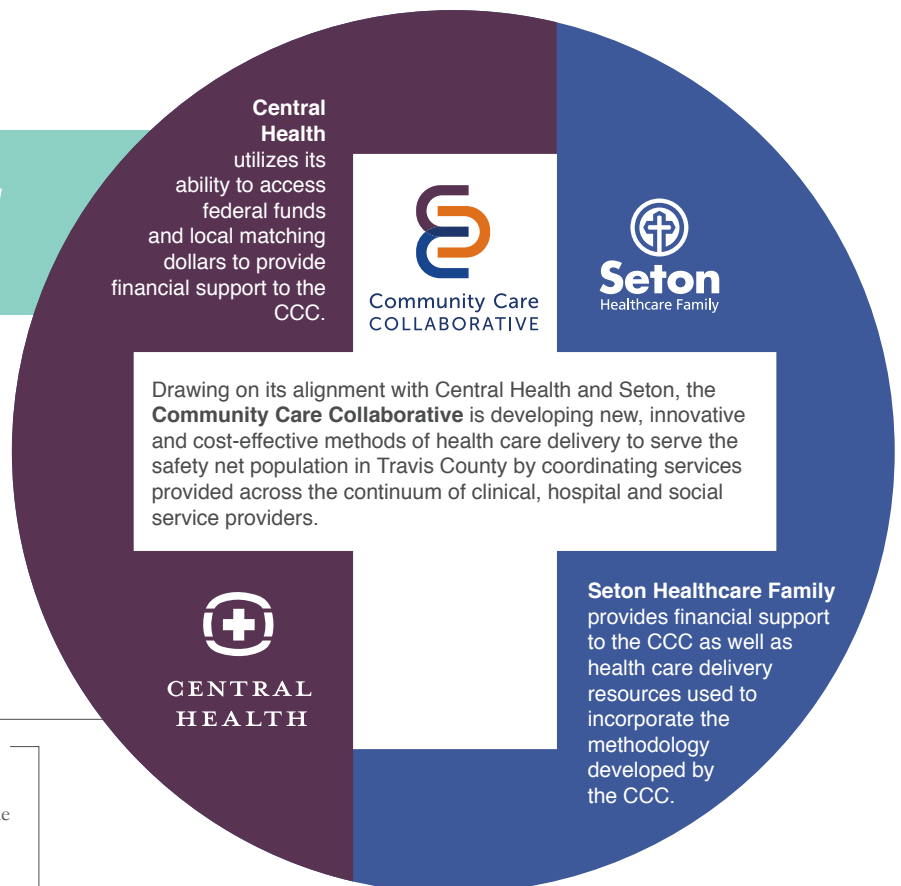 Central
Health
utilizes its
ability to access
federal funds
and local matching
dollars to provide
financial support to the
CCC.
Community Care
COLLABORATIVE
Seton
Healthcare Family
Drawing on its alignment with Central Health and Seton, the
Community Care Collaborative is developing new, innovative
and cost-effective methods of health care delivery to serve the
safety net population in Travis County by coordinating services
provided across the continuum of clinical, hospital and social
service providers.
CENTRAL
HEALTH
Seton Healthcare Family
provides financial support
to the CCC as well as
health care delivery
resources used to
incorporate the
methodology
developed by
the CCC.